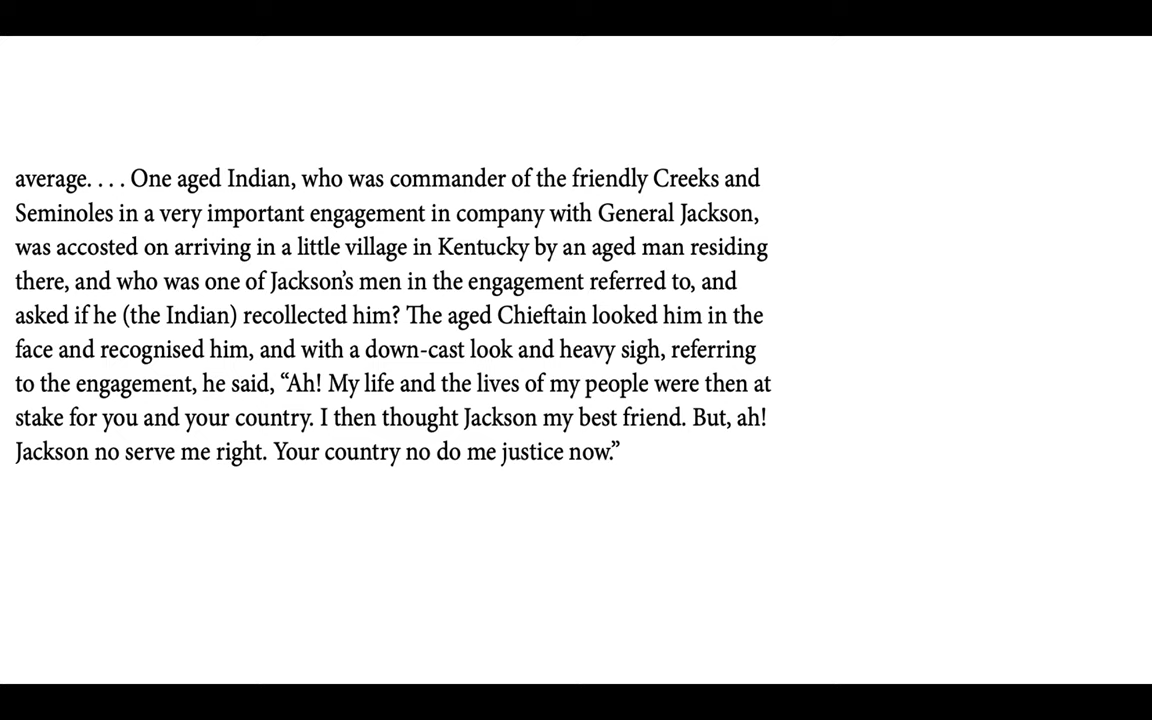 average. . . . One aged Indian, who was commander of the friendly Creeks and
Seminoles in a very important engagement in company with General Jackson,
was accosted on arriving in a little village in Kentucky by an aged man residing
there, and who was one of Jackson’s men in the engagement referred to, and
asked if he (the Indian) recollected him? The aged Chieftain looked him in the
face and recognised him, and with a down-cast look and heavy sigh, referring
to the engagement, he said, “Ah! My life and the lives of my people were then at
stake for you and your country. I then thought Jackson my best friend. But, ah!
Jackson no serve me right. Your country no do me justice now.”